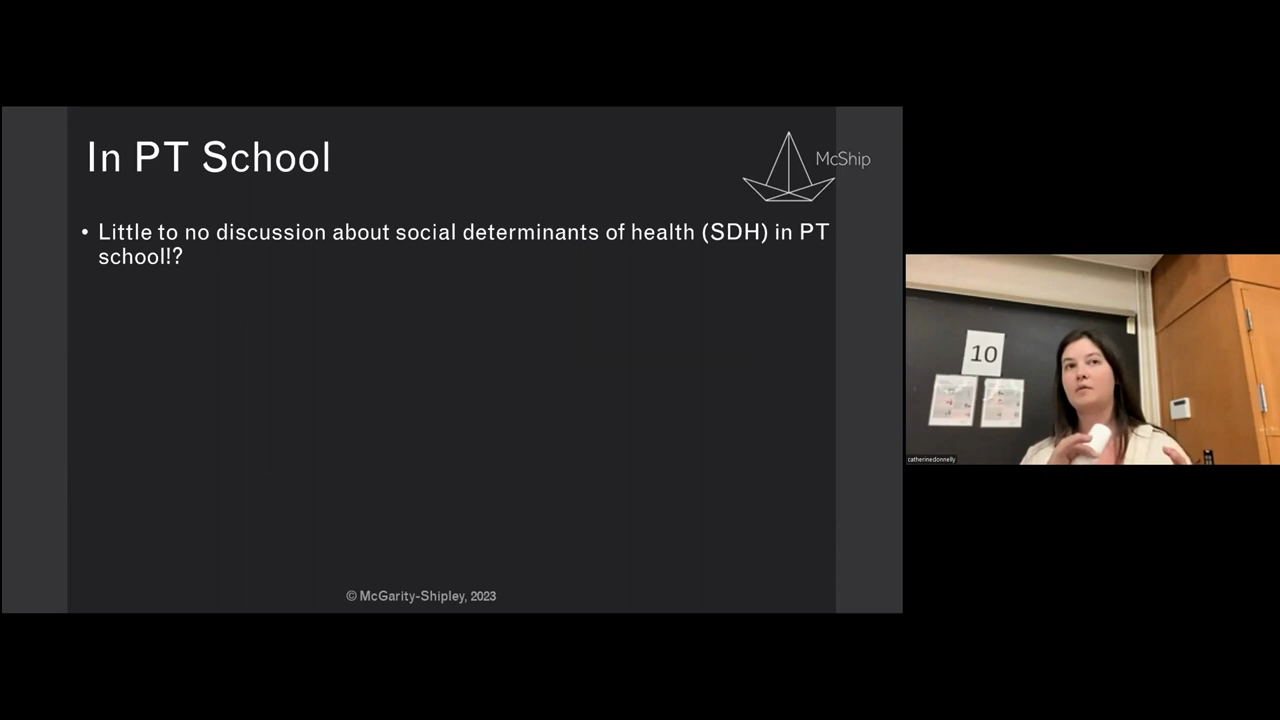 In PT School
McShip
• Little to no discussion about social determinants of health (SDH) in PT
school!?
10
catherinedonnelly
© McGarity-Shipley, 2023